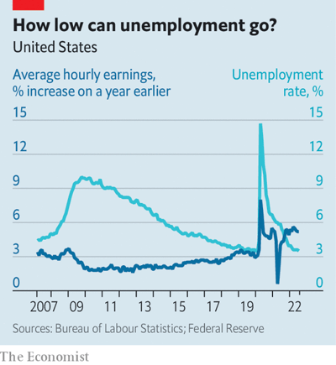 How low can unemployment go?
United States
Average hourly earnings,
% increase on a year earlier
Unemployment
rate, %
15 15
12 12
9 9
6 6
3 3
0 0
2007 09 11 13 15 17 19 22
Sources: Bureau of Labour Statistics; Federal Reserve
The Economist